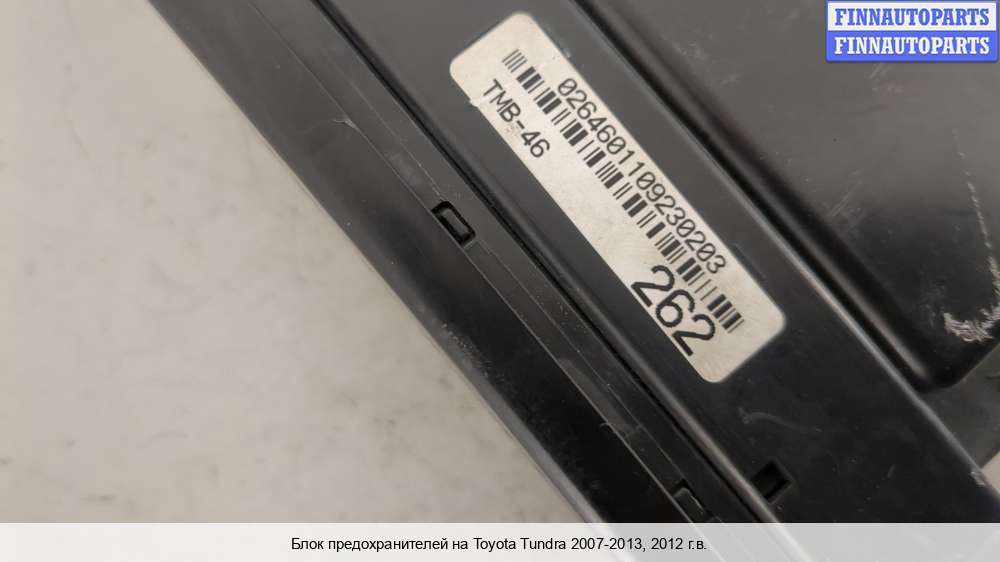 FINNAUTOPARTS
FINNAUTOPARTS
0264601109230203
TMB-46
262
Блок предохранителей на Toyota Tundra 2007-2013, 2012 г.в.